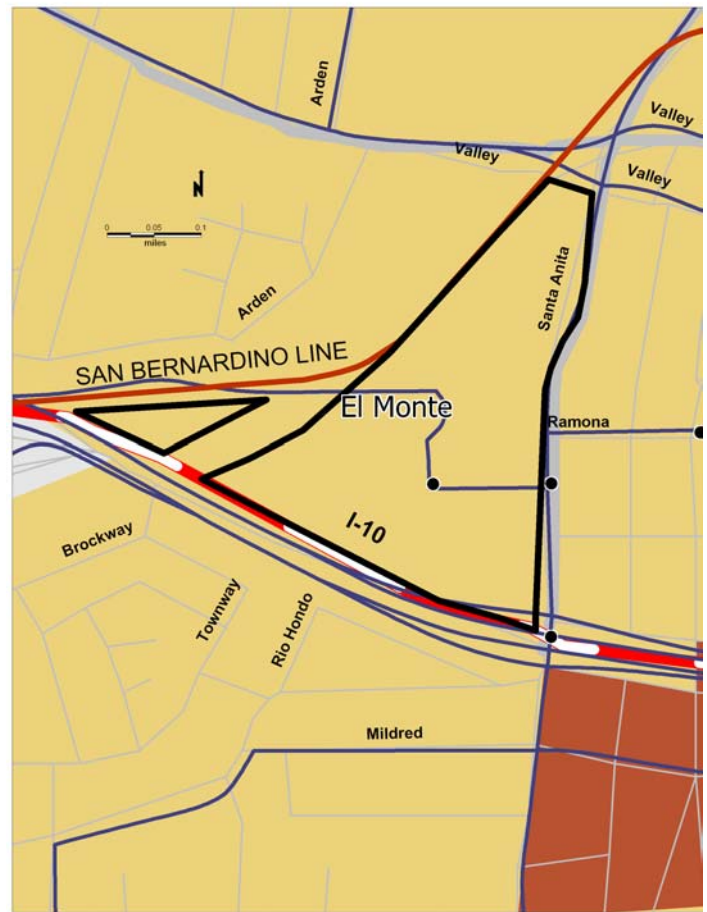 Arden
Valley
Valley
Valley
N
0 0.05 0.1
miles
Santa Anita
Arden
SAN BERNARDINO LINE
El Monte
Ramona
I-10
Brockway
Townway
Rio Hondo
Mildred